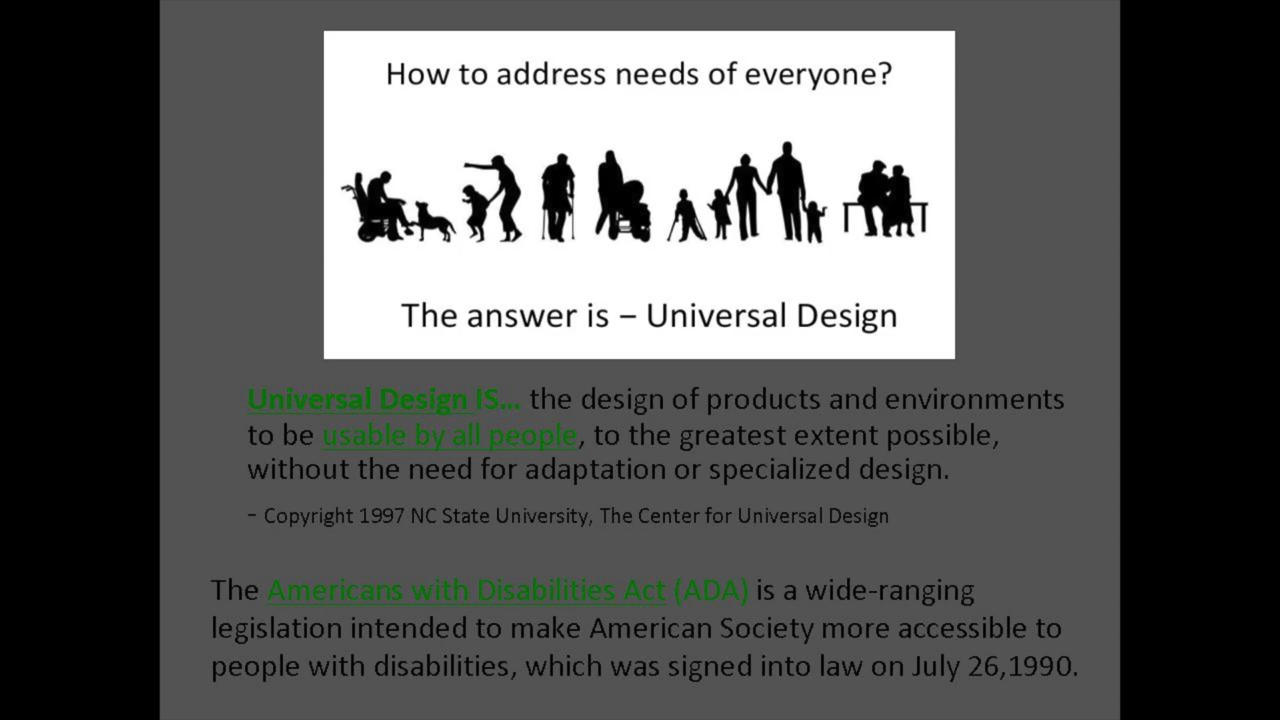 How to address needs of everyone?
The answer is – Universal Design
Universal Design IS... the design of products and environments
to be usable by all people, to the greatest extent possible,
without the need for adaptation or specialized design.
- Copyright 1997 NC State University, The Center for Universal Design
The Americans with Disabilities Act (ADA) is a wide-ranging
legislation intended to make American Society more accessible to
people with disabilities, which was signed into law on July 26,1990.